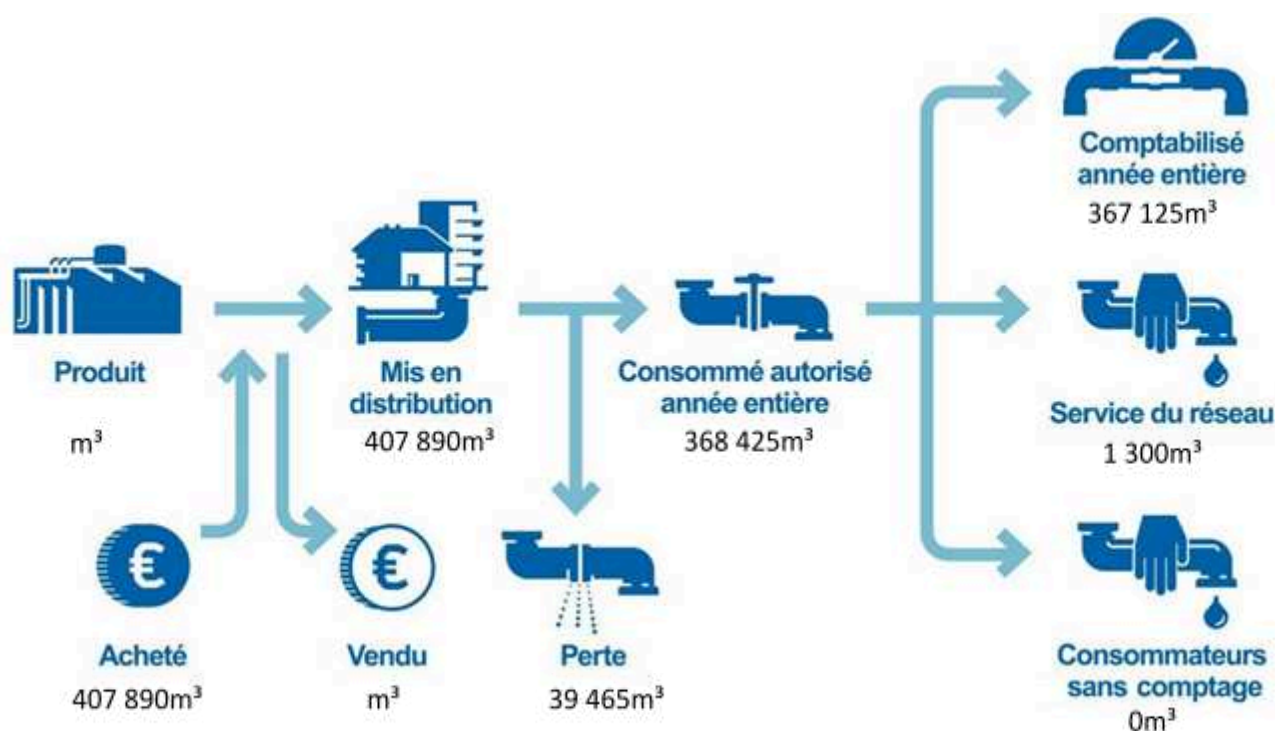 Comptabilisé
année entière
367 125m³
Produit
m³
Mis en
distribution
407 890m³
Consommé autorisé
année entière
368 425m³
Service du réseau
1 300m³
€
Acheté
407 890m³
€
Vendu
m³
Perte
39 465m³
Consommateurs
sans comptage
0m³